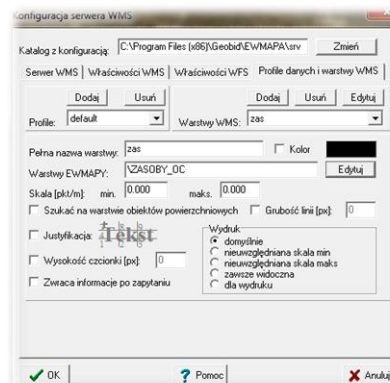 Konfiguracja serwera WMS
Katalog z konfiguracją: C:\Program Files (x86)\Geobid\EWMAPA\srv Zmień
Serwer WMS Właściwości WMS Właściwości WFS Profile danych i warstwy WMS
Dodaj Usuń Dodaj Usuń Edytuj
Profile: default Warstwy WMS: zas
Pełna nazwa warstwy: zas Kolor
Warstwy EWMAPY: \ZASOBY_OC Edytuj
Skala [pkt/m]: min. 0.000 maks. 0.000
Szukać na warstwie obiektów powierzchniowych Grubość linii [px]: 0
Justyfikacja: Tekst
Wysokość czcionki [px]: 0
Zwraca informacje po zapytaniu
Wydruk
domyślnie
nieuwzględniana skala min
nieuwzględniana skala maks
zawsze widoczna
dla wydruku
OK ? Pomoc Anuluj